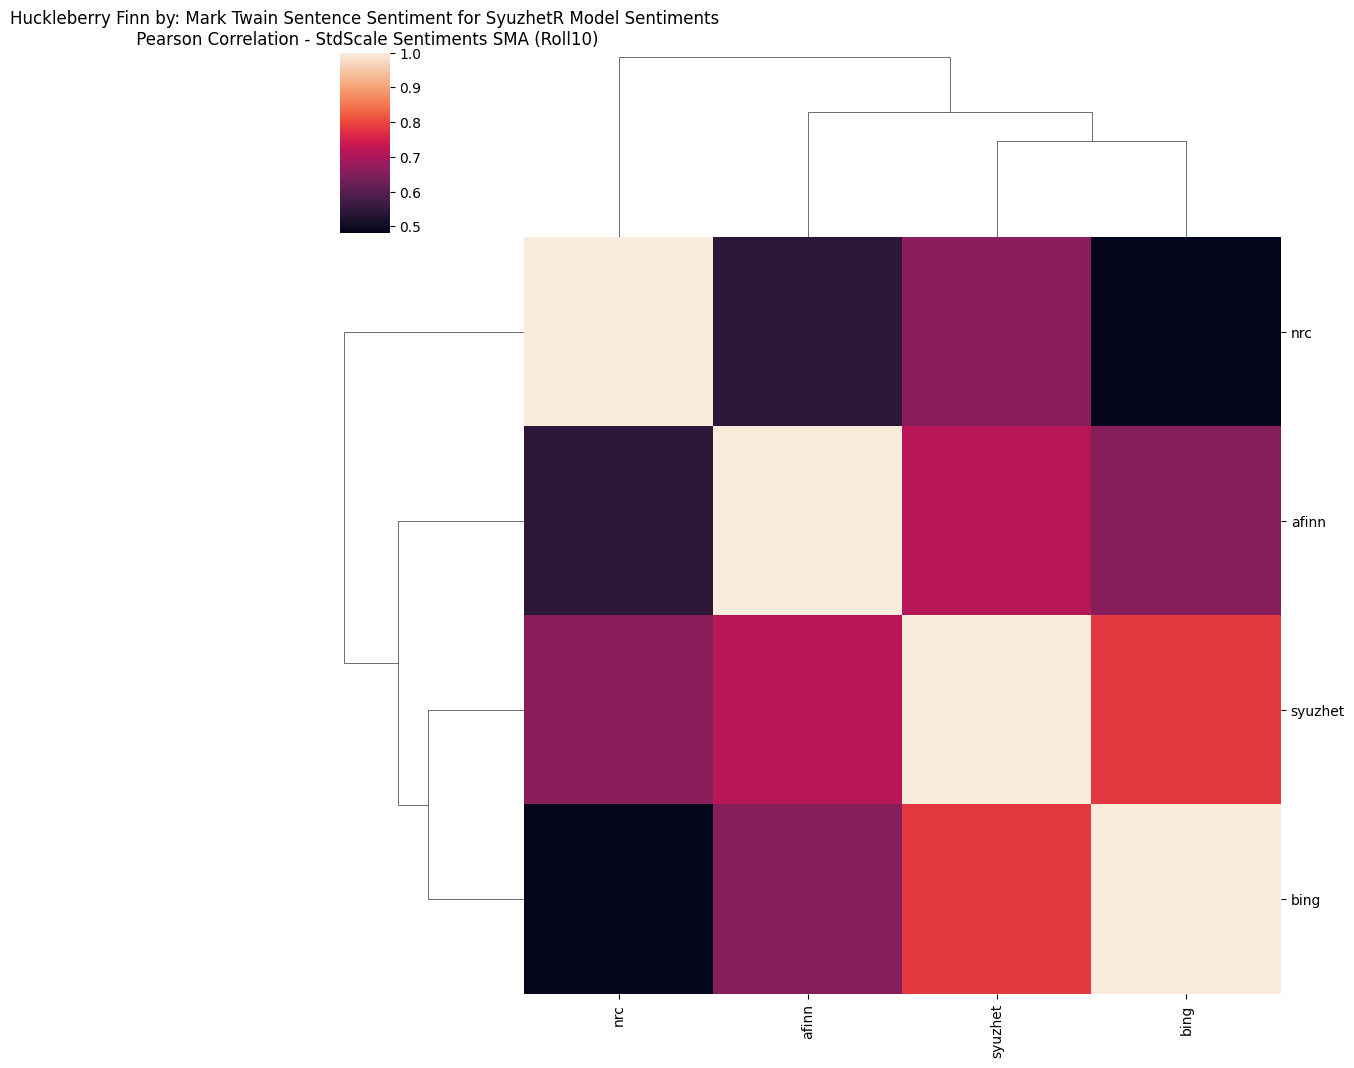 Huckleberry Finn by: Mark Twain Sentence Sentiment for SyuzhetR Model Sentiments
Pearson Correlation - StdScale Sentiments SMA (Roll10)
1.0
0.9
0.8
0.7
0.6
0.5
nrc
afinn
syuzhet
bing
nrc
afinn
syuzhet
bing